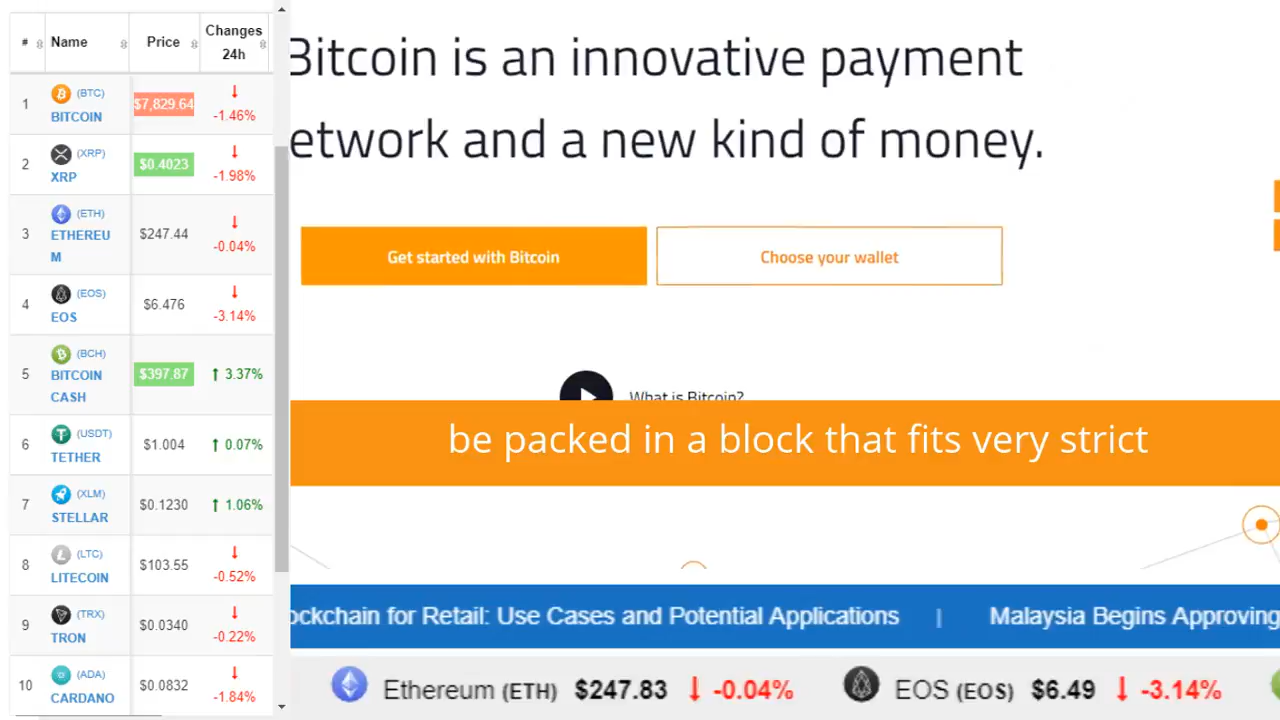 # Name Price Changes 24h
1 (BTC) BITCOIN $7,829.64 -1.46%
2 (XRP) XRP $0.4023 -1.98%
3 (ETH) ETHEREUM $247.44 -0.04%
4 (EOS) EOS $6.476 -3.14%
5 (BCH) BITCOIN CASH $397.87 3.37%
6 (USDT) TETHER $1.004 0.07%
7 (XLM) STELLAR $0.1230 1.06%
8 (LTC) LITECOIN $103.55 -0.52%
9 (TRX) TRON $0.0340 -0.22%
10 (ADA) CARDANO $0.0832 -1.84%
Bitcoin is an innovative payment
etwork and a new kind of money.
Get started with Bitcoin Choose your wallet
What is Bitcoin?
be packed in a block that fits very strict
ockchain for Retail: Use Cases and Potential Applications | Malaysia Begins Approving
Ethereum (ETH) $247.83 -0.04% EOS (EOS) $6.49 -3.14%